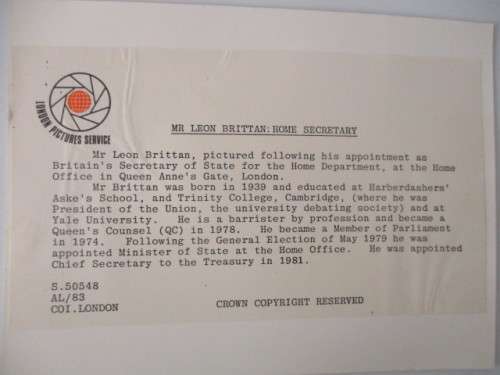 LONDON PICTURES SERVICE
MR LEON BRITTAN: HOME SECRETARY
Mr Leon Brittan, pictured following his appointment as
Britain's Secretary of State for the Home Department, at the Home
Office in Queen Anne's Gate, London.
Mr Brittan was born in 1939 and educated at Harberdashers'
Aske's School, and Trinity College, Cambridge, (where he was
President of the Union, the university debating society) and at
Yale University. He is a barrister by profession and became a
Queen's Counsel (QC) in 1978. He became a Member of Parliament
in 1974. Following the General Election of May 1979 he was
appointed Minister of State at the Home Office. He was appointed
Chief Secretary to the Treasury in 1981.
S.50548
AL/83
COI.LONDON
CROWN COPYRIGHT RESERVED